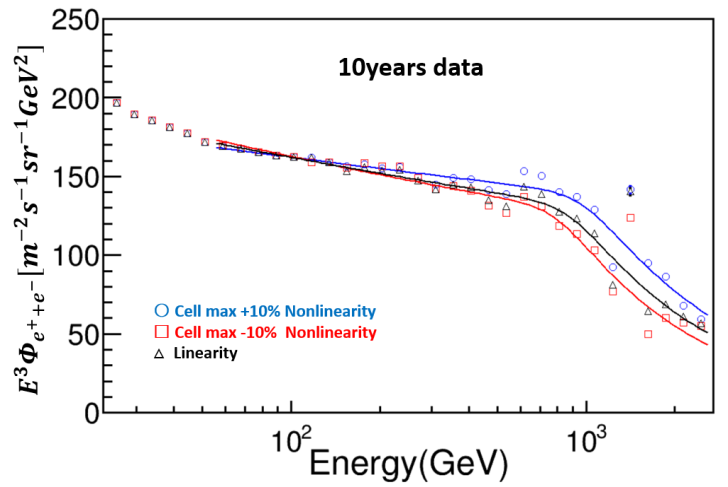 250
200
150
100
50
0
E³Φₑ⁺₊ₑ⁻[m⁻²s⁻¹sr⁻¹GeV²]
10years data
Cell max +10% Nonlinearity
Cell max -10% Nonlinearity
Linearity
10²
10³
Energy(GeV)